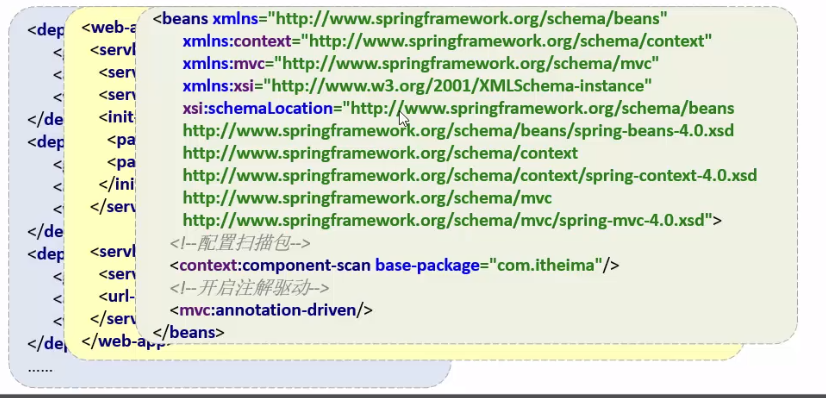 <dep
<
<
<
</de
<dep
<
<
<
</de
<dep
<
<
<
</dep
......
<web-a
<servl
<se
<se
<init-
<pa
<pa
</ini
</serv
<servl
<se
<url-
</serv
</web-app>
<beans xmlns="http://www.springframework.org/schema/beans"
xmlns:context="http://www.springframework.org/schema/context"
xmlns:mvc="http://www.springframework.org/schema/mvc"
xmlns:xsi="http://www.w3.org/2001/XMLSchema-instance"
xsi:schemaLocation="http://www.springframework.org/schema/beans
http://www.springframework.org/schema/beans/spring-beans-4.0.xsd
http://www.springframework.org/schema/context
http://www.springframework.org/schema/context/spring-context-4.0.xsd
http://www.springframework.org/schema/mvc
http://www.springframework.org/schema/mvc/spring-mvc-4.0.xsd">
<!--配置扫描包-->
<context:component-scan base-package="com.itheima"/>
<!--开启注解驱动-->
<mvc:annotation-driven/>
</beans>